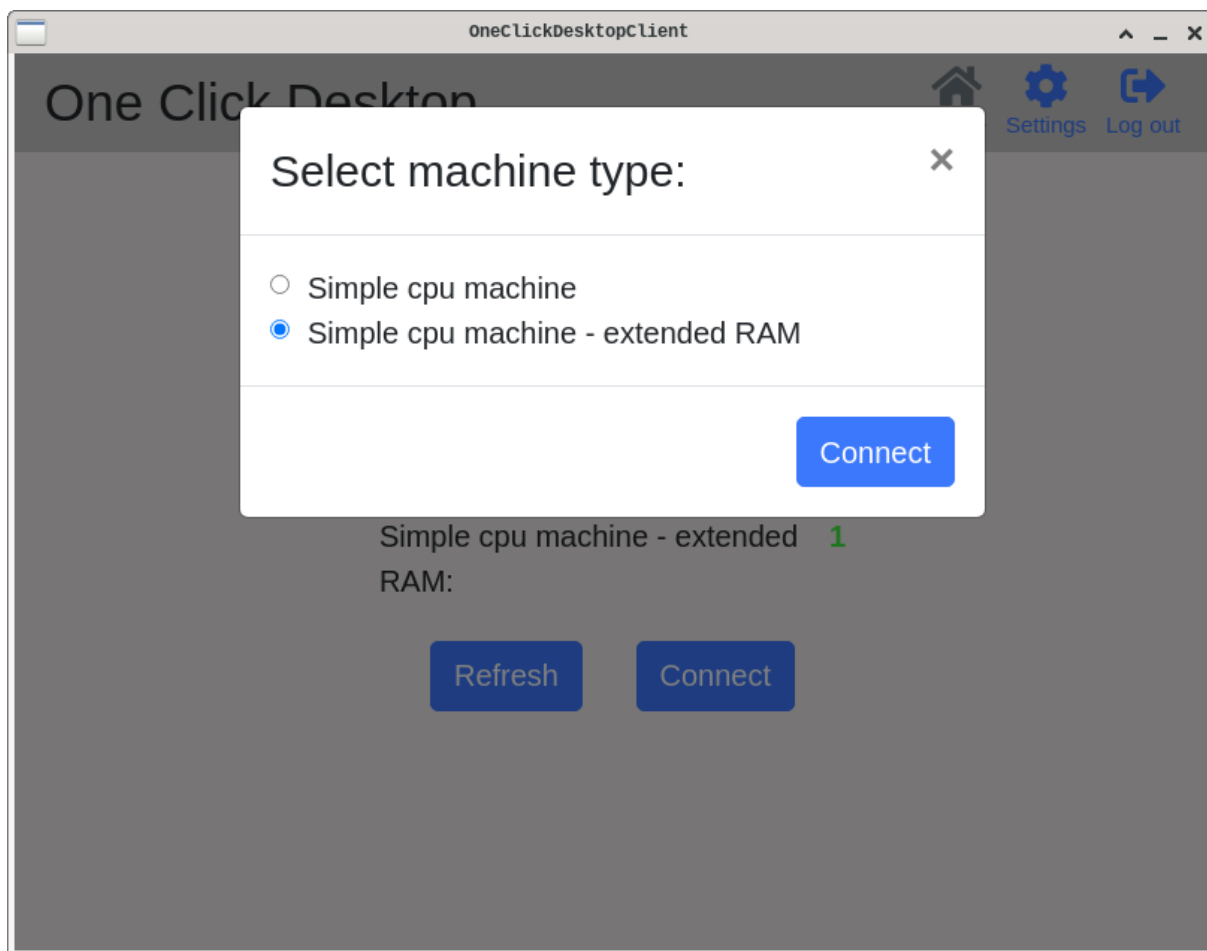 OneClickDesktopClient
One Click Desktop
Settings
Log out
Select machine type:
Simple cpu machine
Simple cpu machine - extended RAM
Connect
Simple cpu machine - extended 1
RAM:
Refresh
Connect